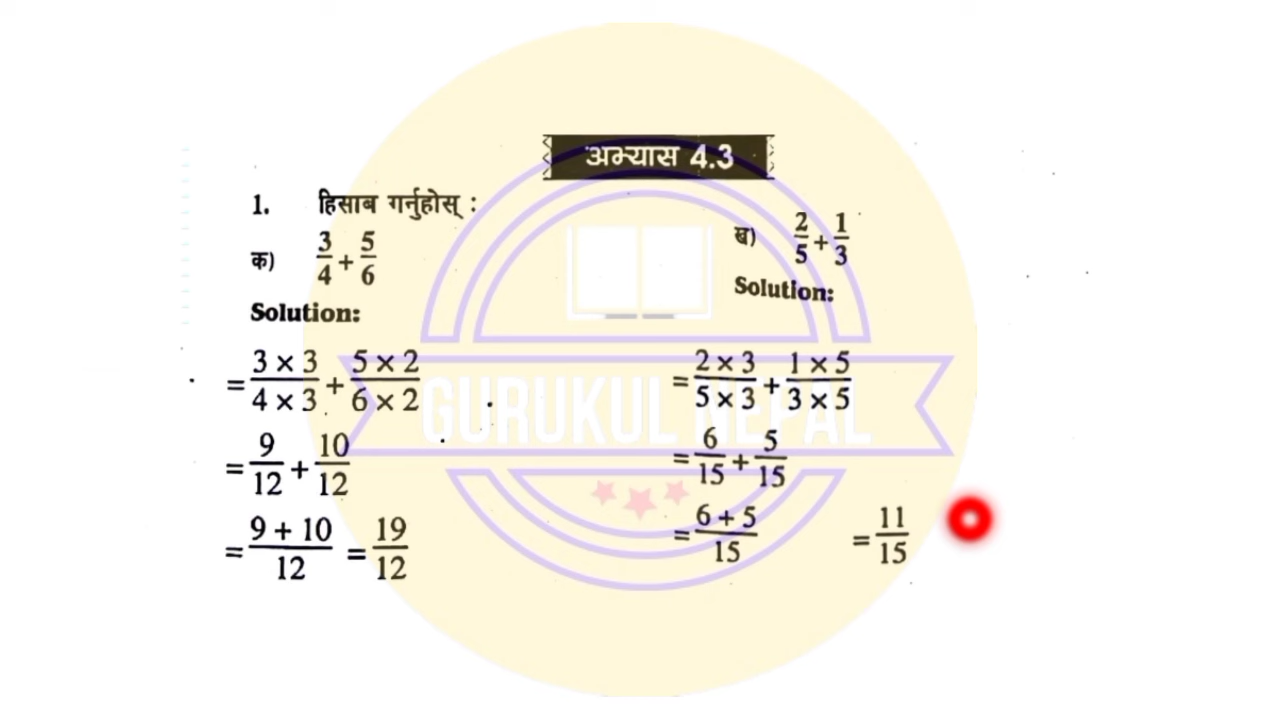 अभ्यास 4.3
1. हिसाब गर्नुहोस् :
क) 3/4 + 5/6
Solution:
= 3 × 3 / 4 × 3 + 5 × 2 / 6 × 2
= 9/12 + 10/12
= 9 + 10 / 12 = 19/12
ख) 2/5 + 1/3
Solution:
= 2 × 3 / 5 × 3 + 1 × 5 / 3 × 5
= 6/15 + 5/15
= 6 + 5 / 15 = 11/15
GURUKUL NEPAL